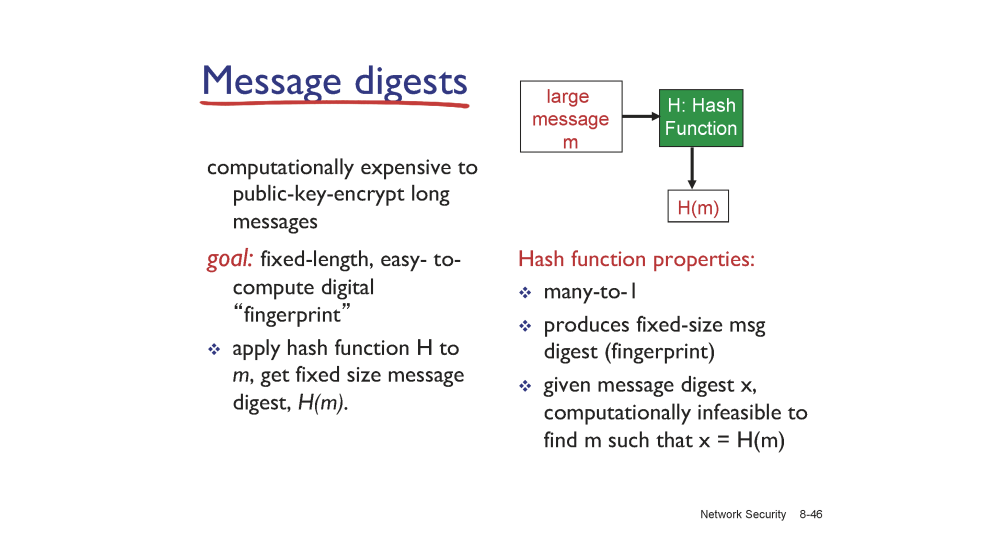 Message digests
computationally expensive to
public-key-encrypt long
messages
goal: fixed-length, easy- to-
compute digital
“fingerprint”
❖ apply hash function H to
m, get fixed size message
digest, H(m).
large
message
m
H: Hash
Function
H(m)
Hash function properties:
❖ many-to-1
❖ produces fixed-size msg
digest (fingerprint)
❖ given message digest x,
computationally infeasible to
find m such that x = H(m)
Network Security 8-46